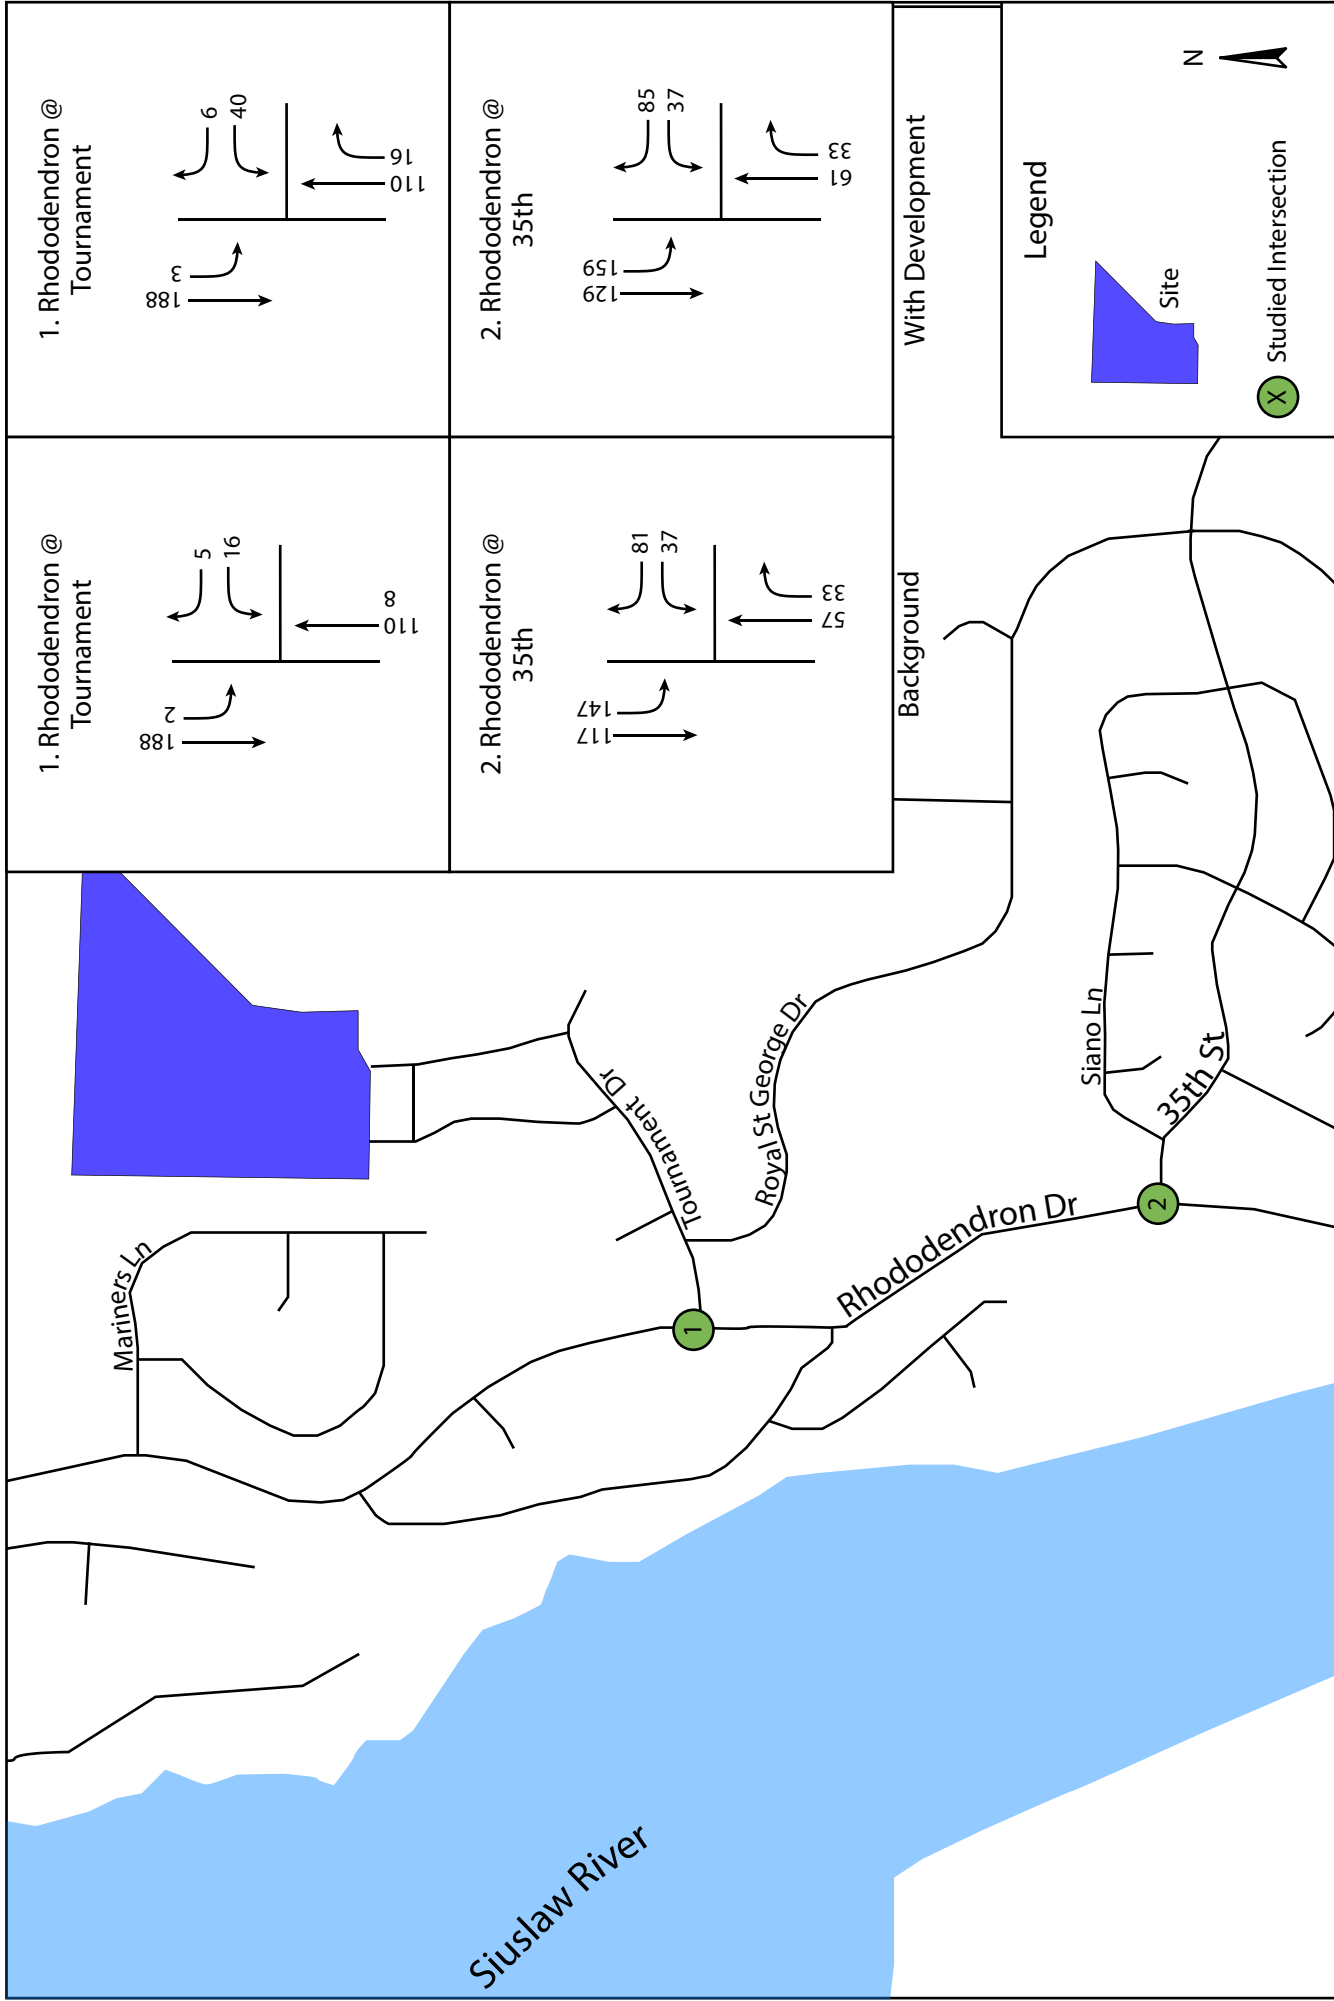 1. Rhododendron @
Tournament
188
2
5
16
110
8
1. Rhododendron @
Tournament
188
3
6
40
110
16
2. Rhododendron @
35th
117
147
81
37
57
33
2. Rhododendron @
35th
129
159
85
37
61
33
Background
With Development
Legend
Site
X
Studied Intersection
N
Mariners Ln
Tournament Dr
Royal St George Dr
Siano Ln
35th St
Rhododendron Dr
1
2
Siuslaw River